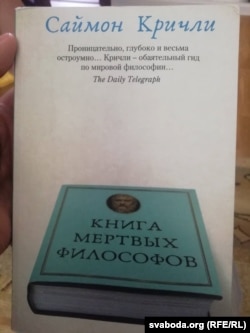 Саймон Кричли
Проницательно, глубоко и весьма
остроумно... Кричли – обаятельный гид
по мировой философии...
The Daily Telegraph
КНИГА
МЕРТВЫХ
ФИЛОСОФОВ
svaboda.org © (RFE/RL)